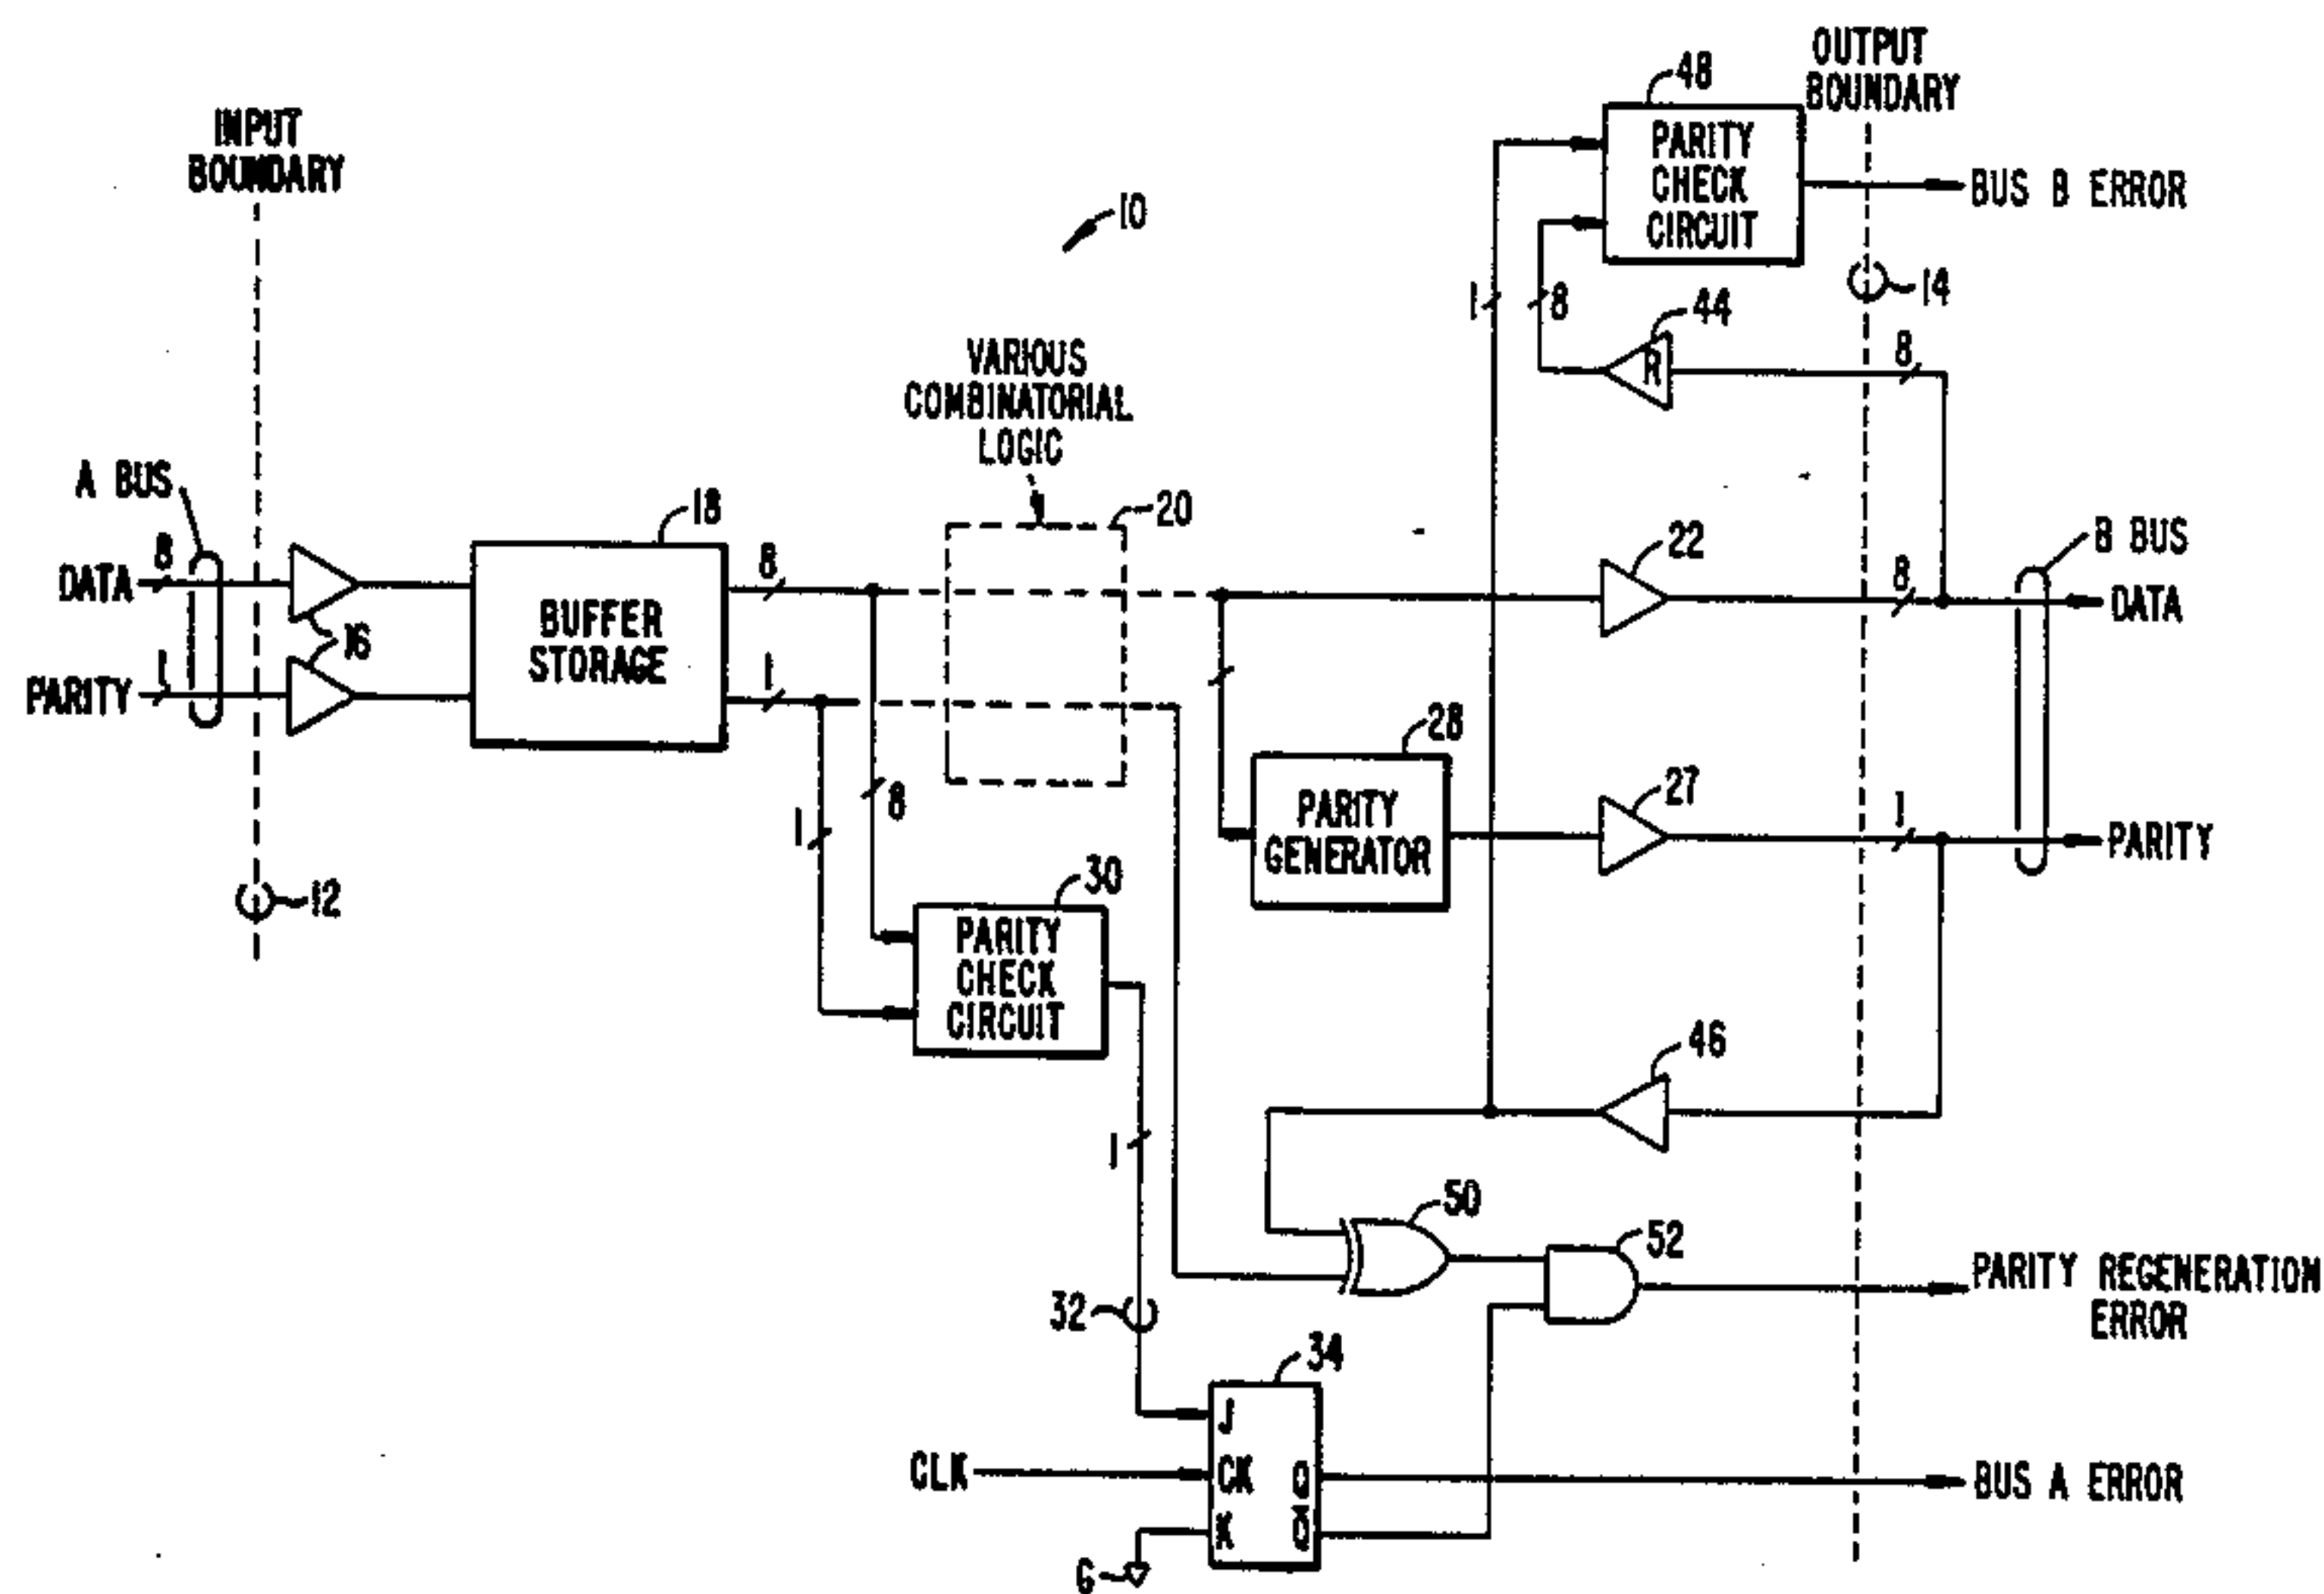 INPUT
BOUNDARY
OUTPUT
BOUNDARY
48
PARITY
CHECK
CIRCUIT
BUS B ERROR
10
14
1
8
44
R
8
VARIOUS
COMBINATORIAL
LOGIC
A BUS
18
20
22
B BUS
DATA
8
16
BUFFER
STORAGE
8
8
DATA
PARITY
1
1
28
27
8
1
PARITY
GENERATOR
1
PARITY
12
30
PARITY
CHECK
CIRCUIT
46
1
50
52
PARITY REGENERATION
ERROR
32
34
J
CLK
CK
Q
BUS A ERROR
K
Q̅
G